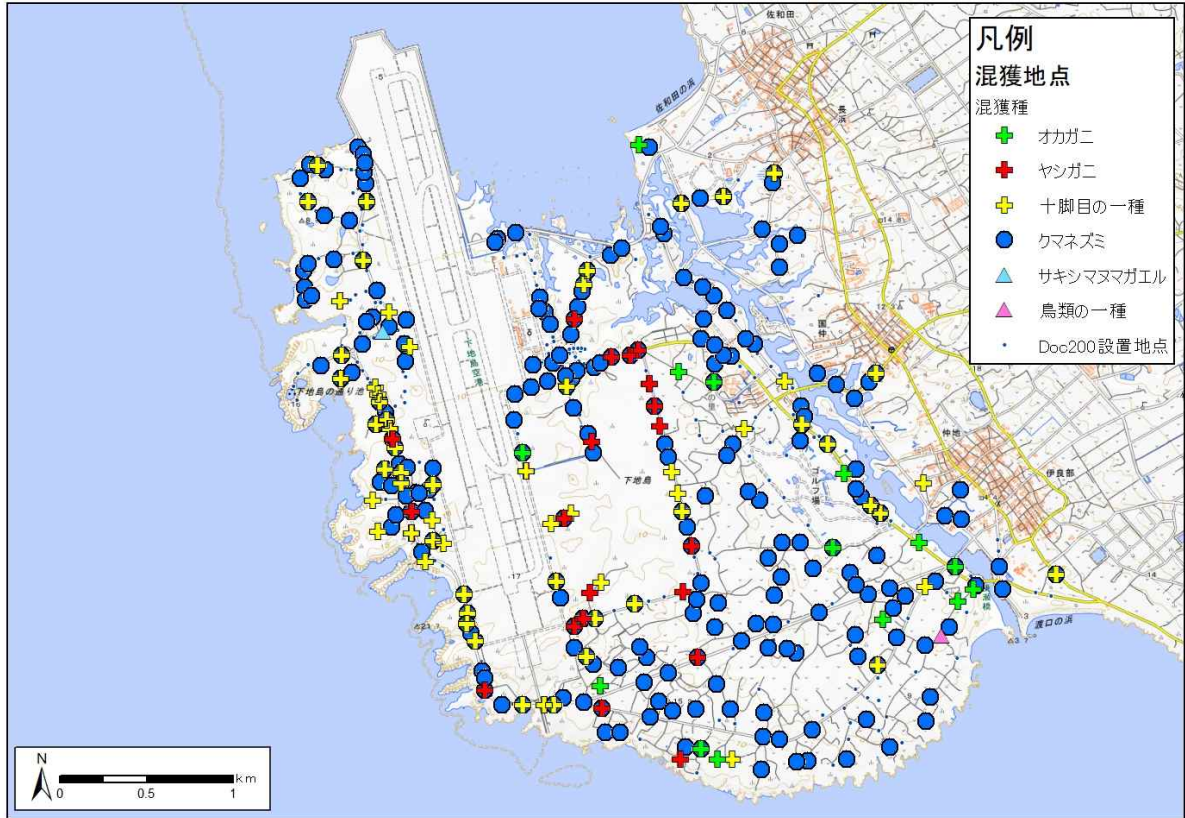 凡例
混獲地点
混獲種
オカガニ
ヤシガニ
十脚目の一種
クマネズミ
サキシマヌマガエル
鳥類の一種
Doc200設置地点
佐和田
佐和田の浜
長浜
国仲
仲地
伊良部
下地島空港
下地島の通り池
下地島
ゴルフ場
渡口の浜
N
km
0
0.5
1